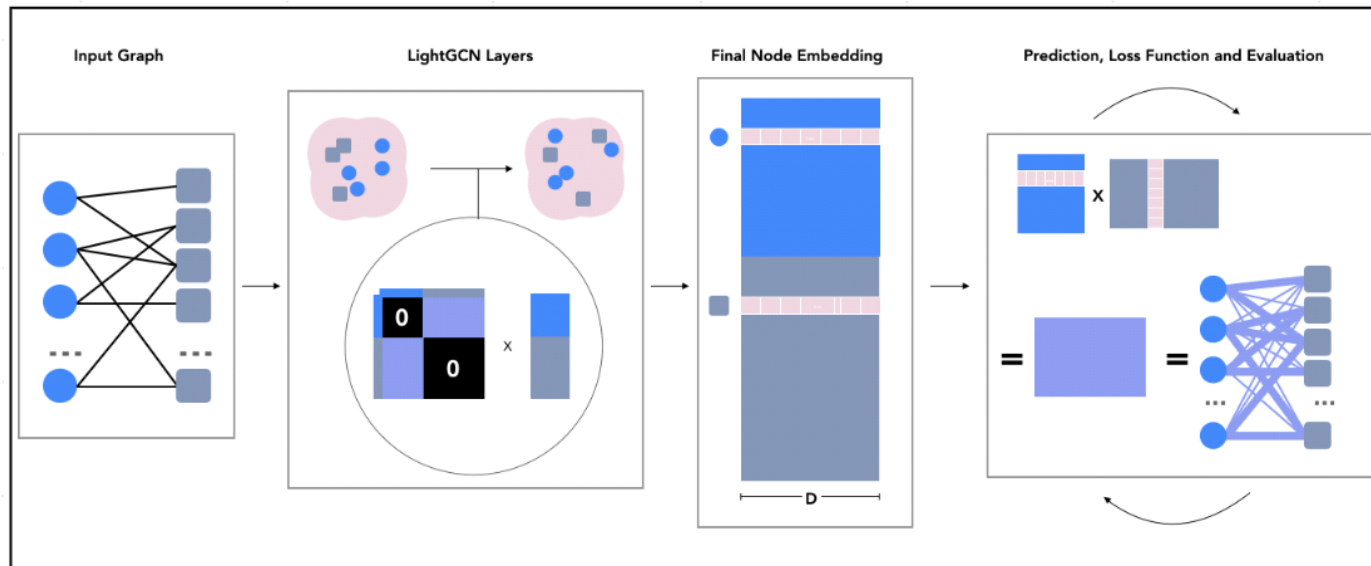 Input Graph
LightGCN Layers
Final Node Embedding
Prediction, Loss Function and Evaluation
0
0
x
D
x
=
=